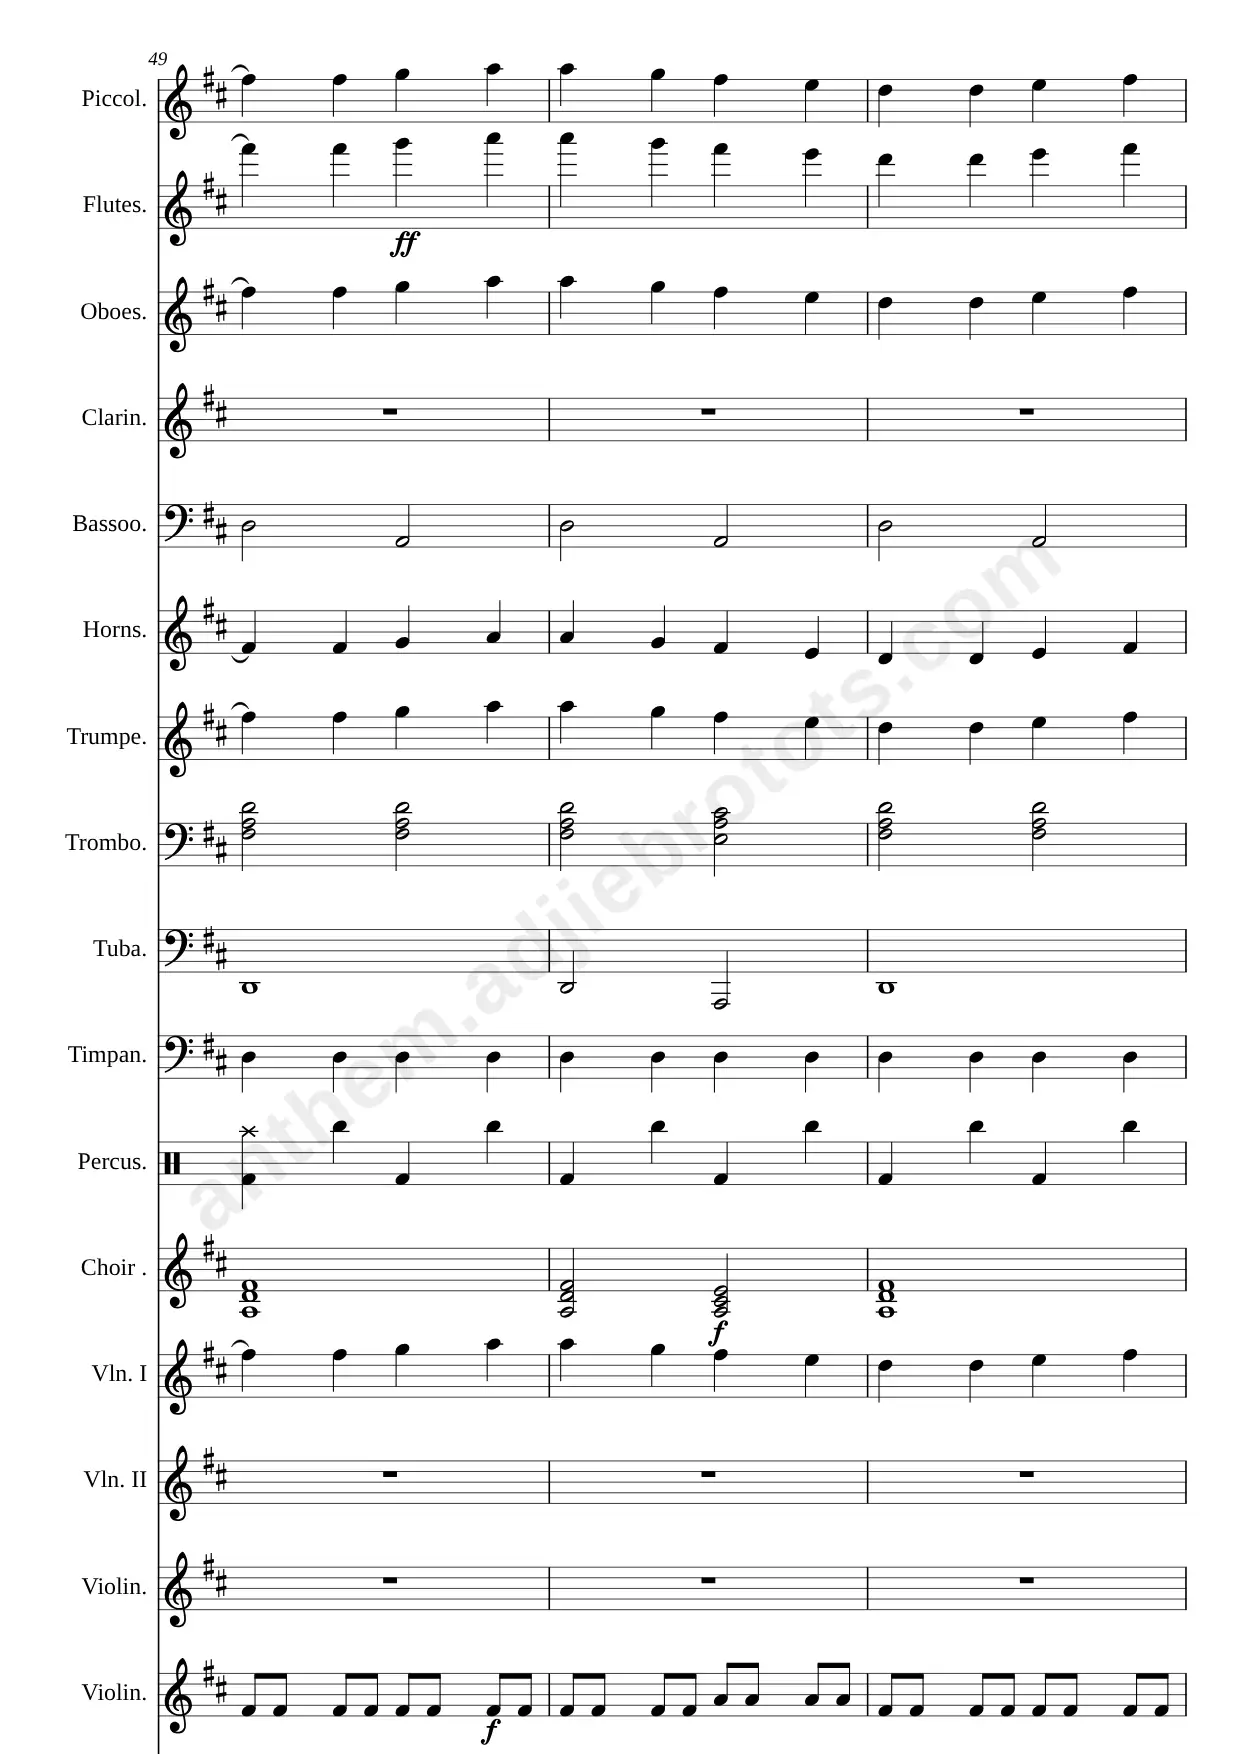 49
Piccol.
Flutes.
ff
Oboes.
Clarin.
Bassoo.
Horns.
Trumpe.
Trombo.
Tuba.
Timpan.
Percus.
Choir .
f
Vln. I
Vln. II
Violin.
Violin.
f
anthem.adjiebrotots.com